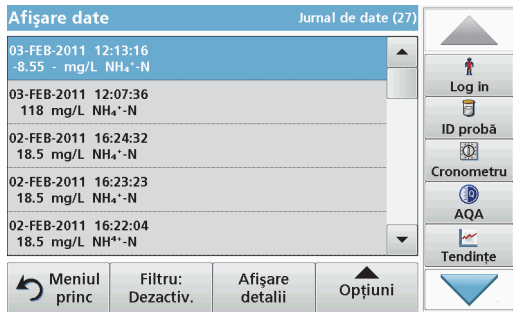 Afişare date
Jurnal de date (27)
03-FEB-2011 12:13:16
-8.55 - mg/L NH₄⁺-N
03-FEB-2011 12:07:36
118 mg/L NH₄⁺-N
02-FEB-2011 16:24:32
18.5 mg/L NH₄⁺-N
02-FEB-2011 16:23:23
18.5 mg/L NH₄⁺-N
02-FEB-2011 16:22:04
18.5 mg/L NH⁴⁺-N
Meniul
princ
Filtru:
Dezactiv.
Afişare
detalii
Opţiuni
Log in
ID probă
Cronometru
AQA
Tendinţe